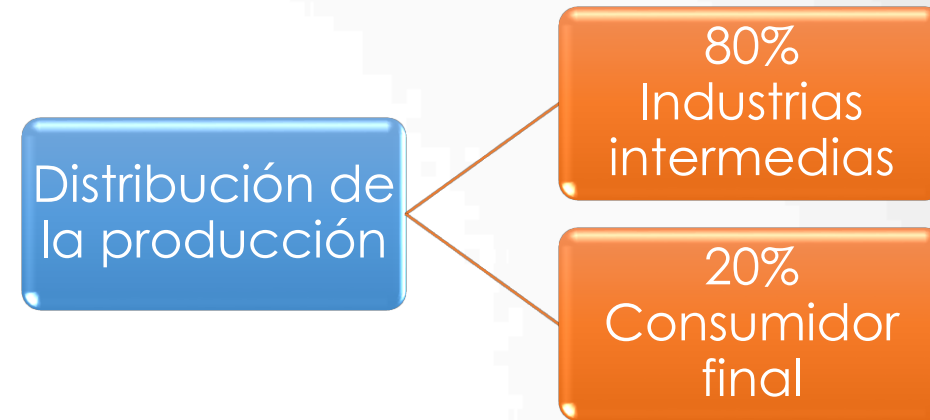 Distribución de
la producción
80%
Industrias
intermedias
20%
Consumidor
final